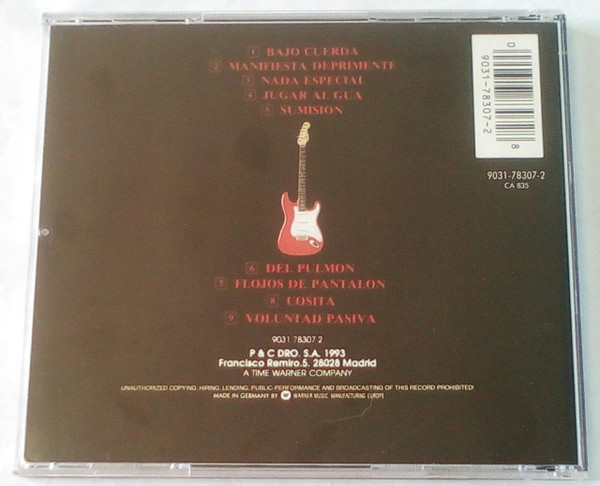 1 BAJO CUERDA
2 MANIFIESTA DEPRIMENTE
3 NADA ESPECIAL
4 JUGAR AL GUA
5 SUMISION
0
9031-78307-2
8
9031-78307-2
CA 835
6 DEL PULMON
7 FLOJOS DE PANTALON
8 COSITA
9 VOLUNTAD PASIVA
9031 78307 2
P & C DRO. S.A. 1993
Francisco Remiro.5. 28028 Madrid
A TIME WARNER COMPANY
UNAUTHORIZED COPYING, HIRING, LENDING, PUBLIC-PERFORMANCE AND BROADCASTING OF THIS RECORD PROHIBITED!
MADE IN GERMANY BY WARNER MUSIC MANUFACTURING EUROPE